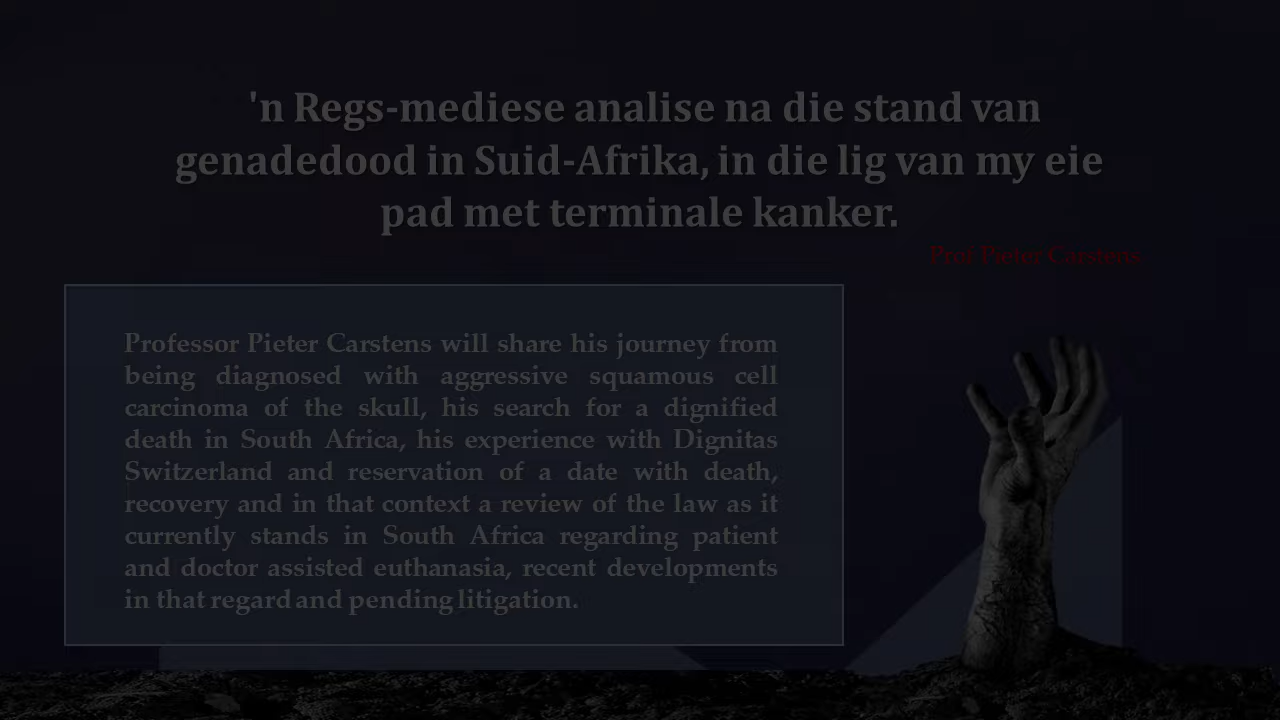 'n Regs-mediese analise na die stand van
genadedood in Suid-Afrika, in die lig van my eie
pad met terminale kanker.
Prof Pieter Carstens
Professor Pieter Carstens will share his journey from
being diagnosed with aggressive squamous cell
carcinoma of the skull, his search for a dignified
death in South Africa, his experience with Dignitas
Switzerland and reservation of a date with death,
recovery and in that context a review of the law as it
currently stands in South Africa regarding patient
and doctor assisted euthanasia, recent developments
in that regard and pending litigation.